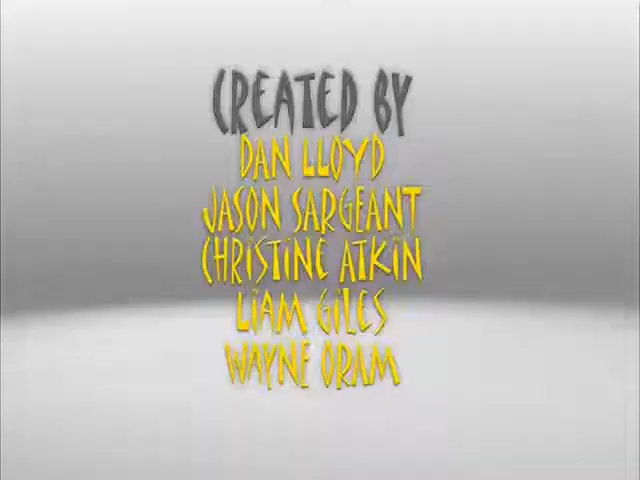 CREATED BY
DAN LLOYD
JASON SARGEANT
CHRISTINE ATKIN
LIAM GILES
WAYNE ORAM